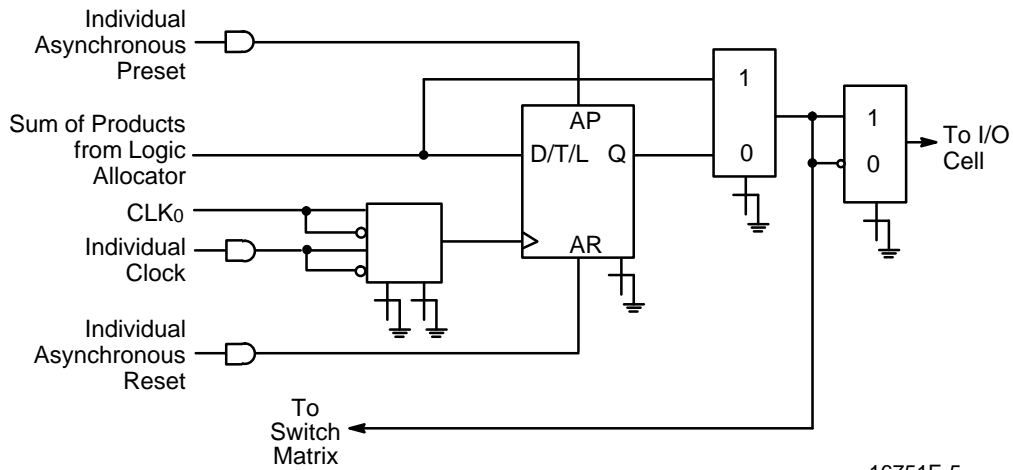 Individual
Asynchronous
Preset
Sum of Products
from Logic
Allocator
CLK0
Individual
Clock
Individual
Asynchronous
Reset
AP
D/T/L Q
AR
1
0
1
0
To I/O
Cell
To
Switch
Matrix